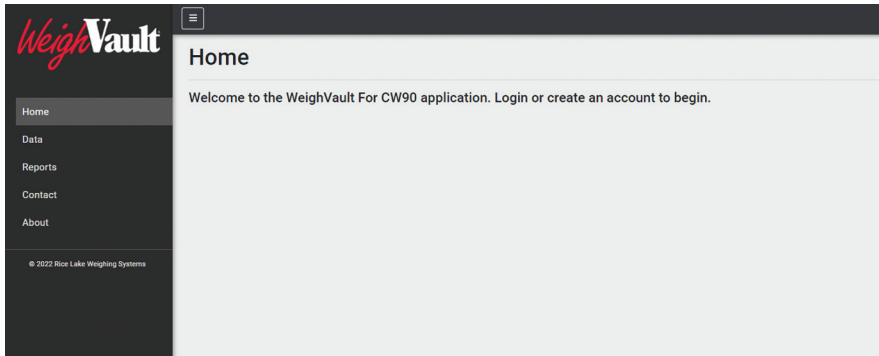 WeighVault
Home
Data
Reports
Contact
About
© 2022 Rice Lake Weighing Systems
Home
Welcome to the WeighVault For CW90 application. Login or create an account to begin.